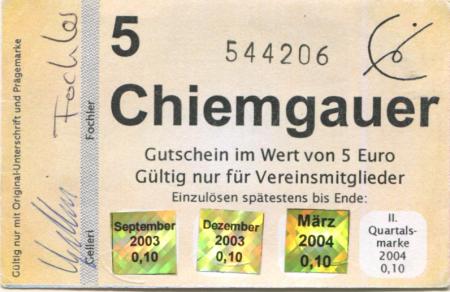 Gültig nur mit Original-Unterschrift und Prägemarke
Fochler
Fochler
Gelleri
5
544206
Chiemgauer
Gutschein im Wert von 5 Euro
Gültig nur für Vereinsmitglieder
Einzulösen spätestens bis Ende:
September
2003
0,10
Dezember
2003
0,10
März
2004
0,10
II.
Quartals-
marke
2004
0,10